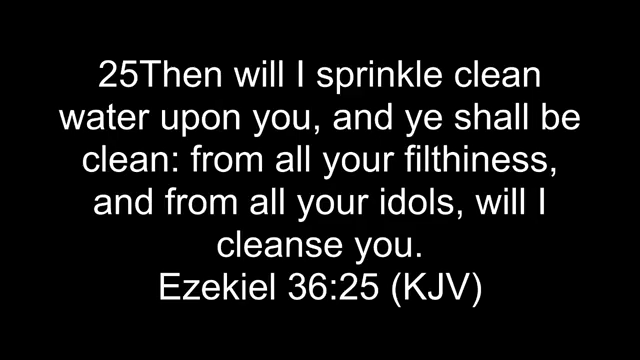 25Then will I sprinkle clean
water upon you, and ye shall be
clean: from all your filthiness,
and from all your idols, will I
cleanse you.
Ezekiel 36:25 (KJV)